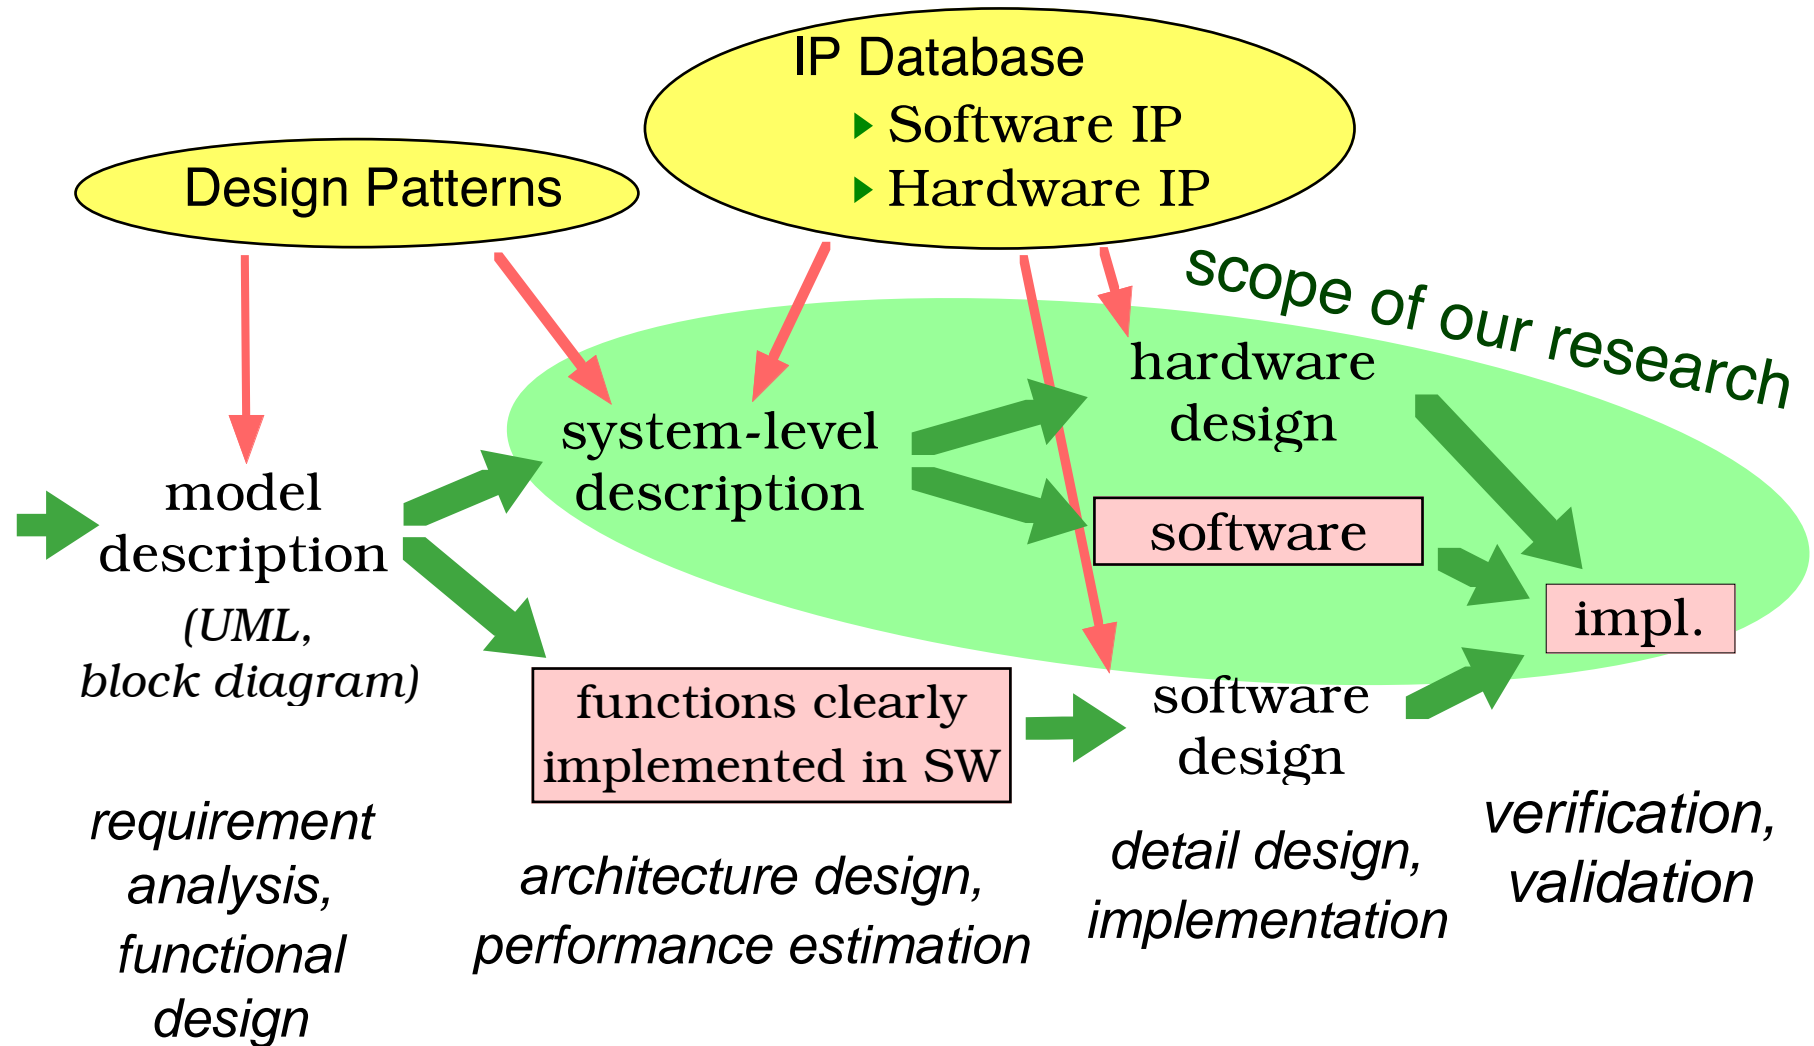 IP Database
Software IP
Hardware IP
Design Patterns
scope of our research
hardware
design
system-level
description
model
description
(UML,
block diagram)
software
impl.
functions clearly
implemented in SW
software
design
requirement
analysis,
functional
design
architecture design,
performance estimation
detail design,
implementation
verification,
validation